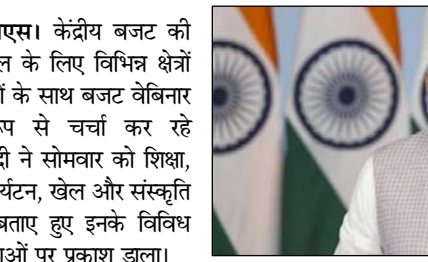 एस। केंद्रीय बजट की
ल के लिए विभिन्न क्षेत्रों
ों के साथ बजट वेबिनार
प से चर्चा कर रहे
दी ने सोमवार को शिक्षा,
र्यटन, खेल और संस्कृति
बताए हुए इनके विविध
ाओं पर प्रकाश डाला।